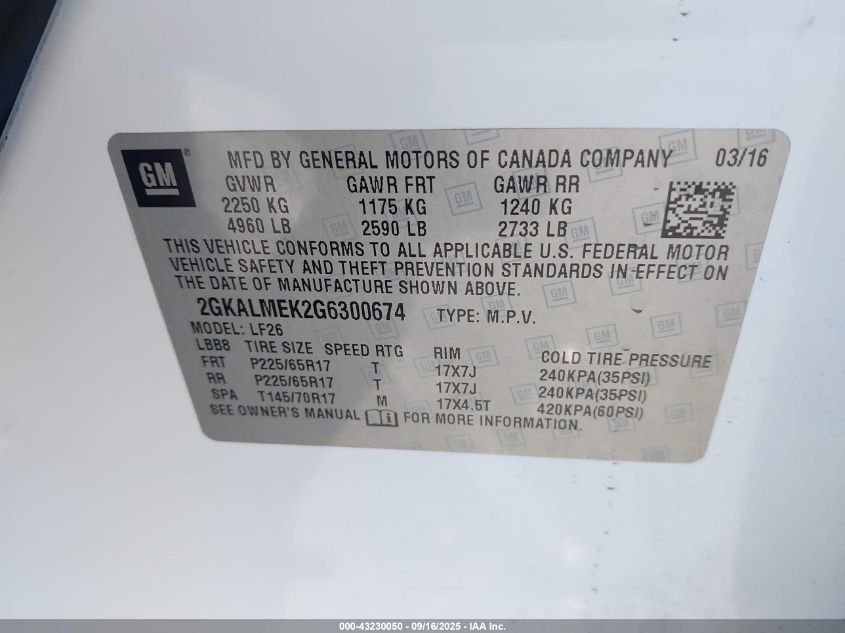 GM ® MFD BY GENERAL MOTORS OF CANADA COMPANY 03/16
GVWR GAWR FRT GAWR RR
2250 KG 1175 KG 1240 KG
4960 LB 2590 LB 2733 LB
THIS VEHICLE CONFORMS TO ALL APPLICABLE U.S. FEDERAL MOTOR
VEHICLE SAFETY AND THEFT PREVENTION STANDARDS IN EFFECT ON
THE DATE OF MANUFACTURE SHOWN ABOVE.
2GKALMEK2G6300674 TYPE: M.P.V.
MODEL: LF26
LBB8 TIRE SIZE SPEED RTG RIM COLD TIRE PRESSURE
FRT P225/65R17 T 17X7J 240KPA(35PSI)
RR P225/65R17 T 17X7J 240KPA(35PSI)
SPA T145/70R17 M 17X4.5T 420KPA(60PSI)
SEE OWNER'S MANUAL FOR MORE INFORMATION.
000-43230050 - 09/16/2025 - IAA Inc.